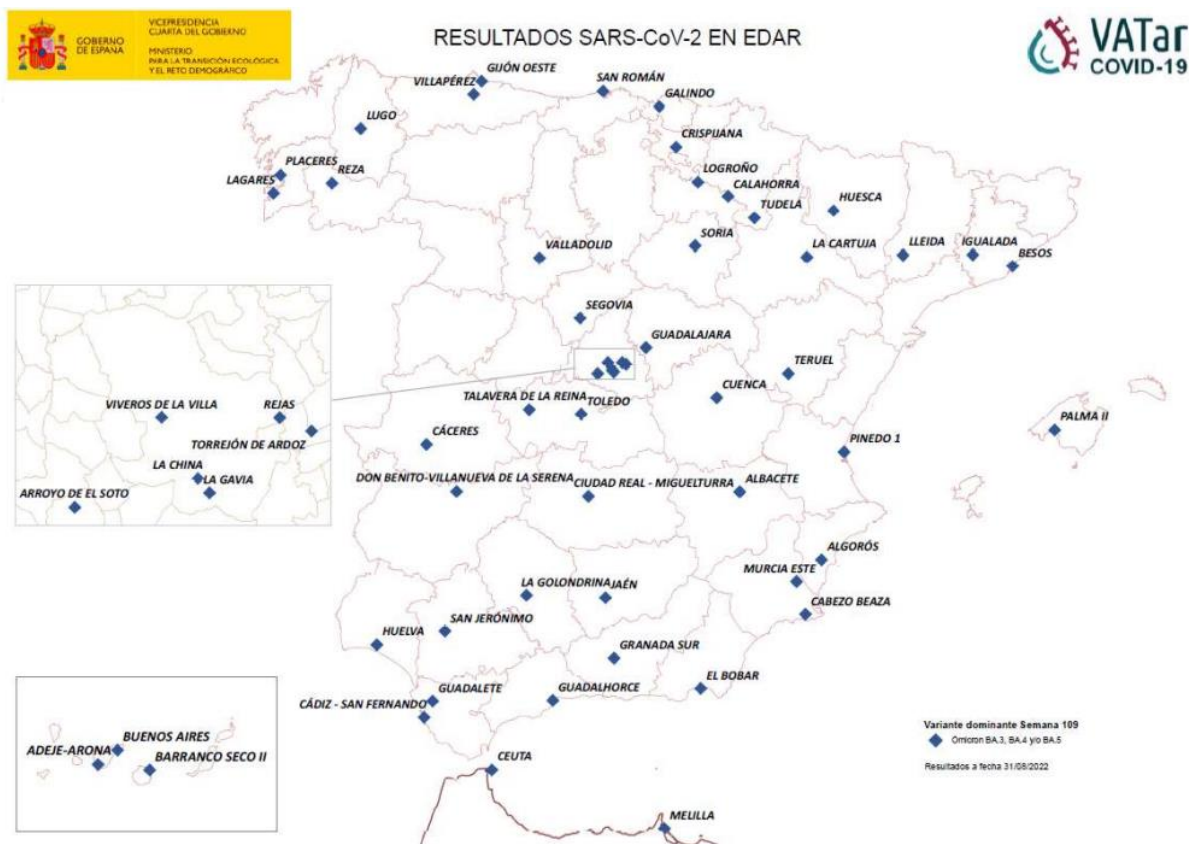 GOBIERNO
DE ESPAÑA
VICEPRESIDENCIA
CUARTA DEL GOBIERNO
MINISTERIO
PARA LA TRANSICIÓN ECOLÓGICA
Y EL RETO DEMOGRÁFICO
RESULTADOS SARS-CoV-2 EN EDAR
VATar
COVID-19
GIJÓN OESTE
VILLAPÉREZ
SAN ROMÁN
GALINDO
LUGO
CRISPIJANA
PLACERES
REZA
LAGARES
LOGROÑO
CALAHORRA
TUDELA
HUESCA
VALLADOLID
SORIA
LA CARTUJA
LLEIDA
IGUALADA
BESOS
SEGOVIA
GUADALAJARA
TERUEL
CUENCA
TALAVERA DE LA REINA
TOLEDO
VIVEROS DE LA VILLA
REJAS
TORREJÓN DE ARDOZ
LA CHINA
LA GAVIA
ARROYO DE EL SOTO
CÁCERES
PALMA II
PINEDO 1
DON BENITO-VILLANUEVA DE LA SERENA
CIUDAD REAL - MIGUELTURRA
ALBACETE
ALGORÓS
MURCIA ESTE
CABEZO BEAZA
LA GOLONDRINA
JAÉN
SAN JERÓNIMO
HUELVA
GRANADA SUR
EL BOBAR
GUADALETE
GUADALHORCE
CÁDIZ - SAN FERNANDO
BUENOS AIRES
ADEJE-ARONA
BARRANCO SECO II
CEUTA
MELILLA
Variante dominante Semana 109
Ómicron BA.3, BA.4 y/o BA.5
Resultados a fecha 31/08/2022